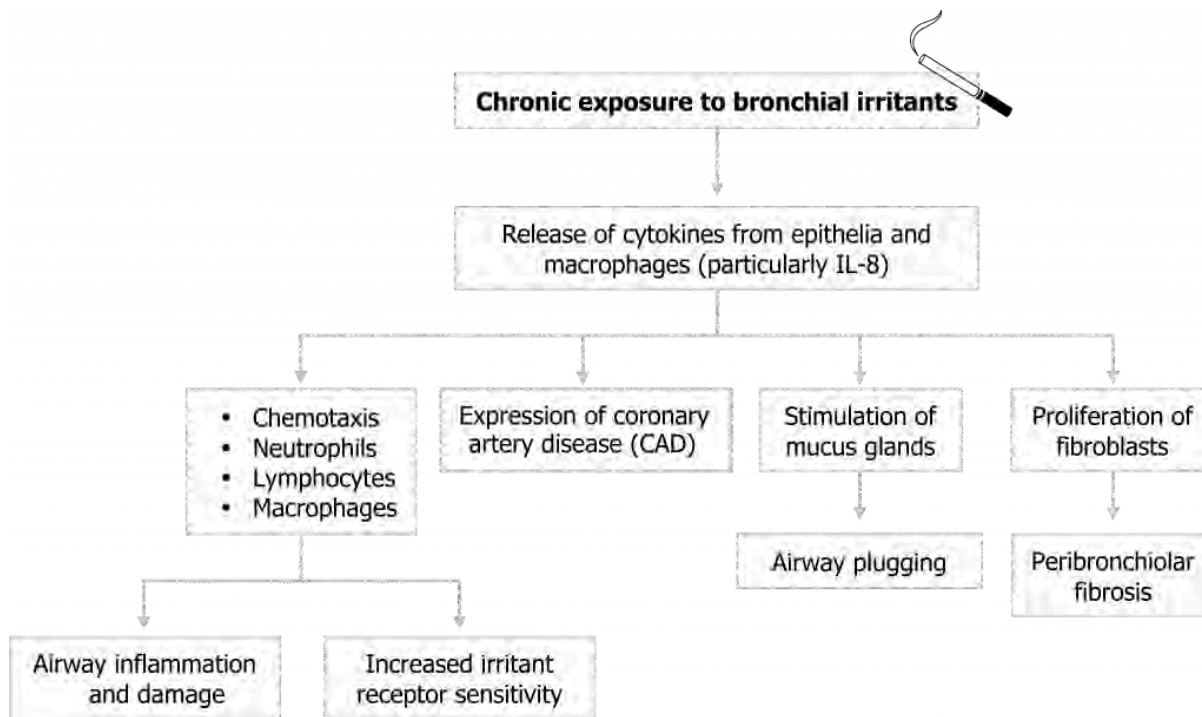 Chronic exposure to bronchial irritants
Release of cytokines from epithelia and
macrophages (particularly IL-8)
• Chemotaxis
• Neutrophils
• Lymphocytes
• Macrophages
Expression of coronary
artery disease (CAD)
Stimulation of
mucus glands
Proliferation of
fibroblasts
Airway plugging
Peribronchiolar
fibrosis
Airway inflammation
and damage
Increased irritant
receptor sensitivity